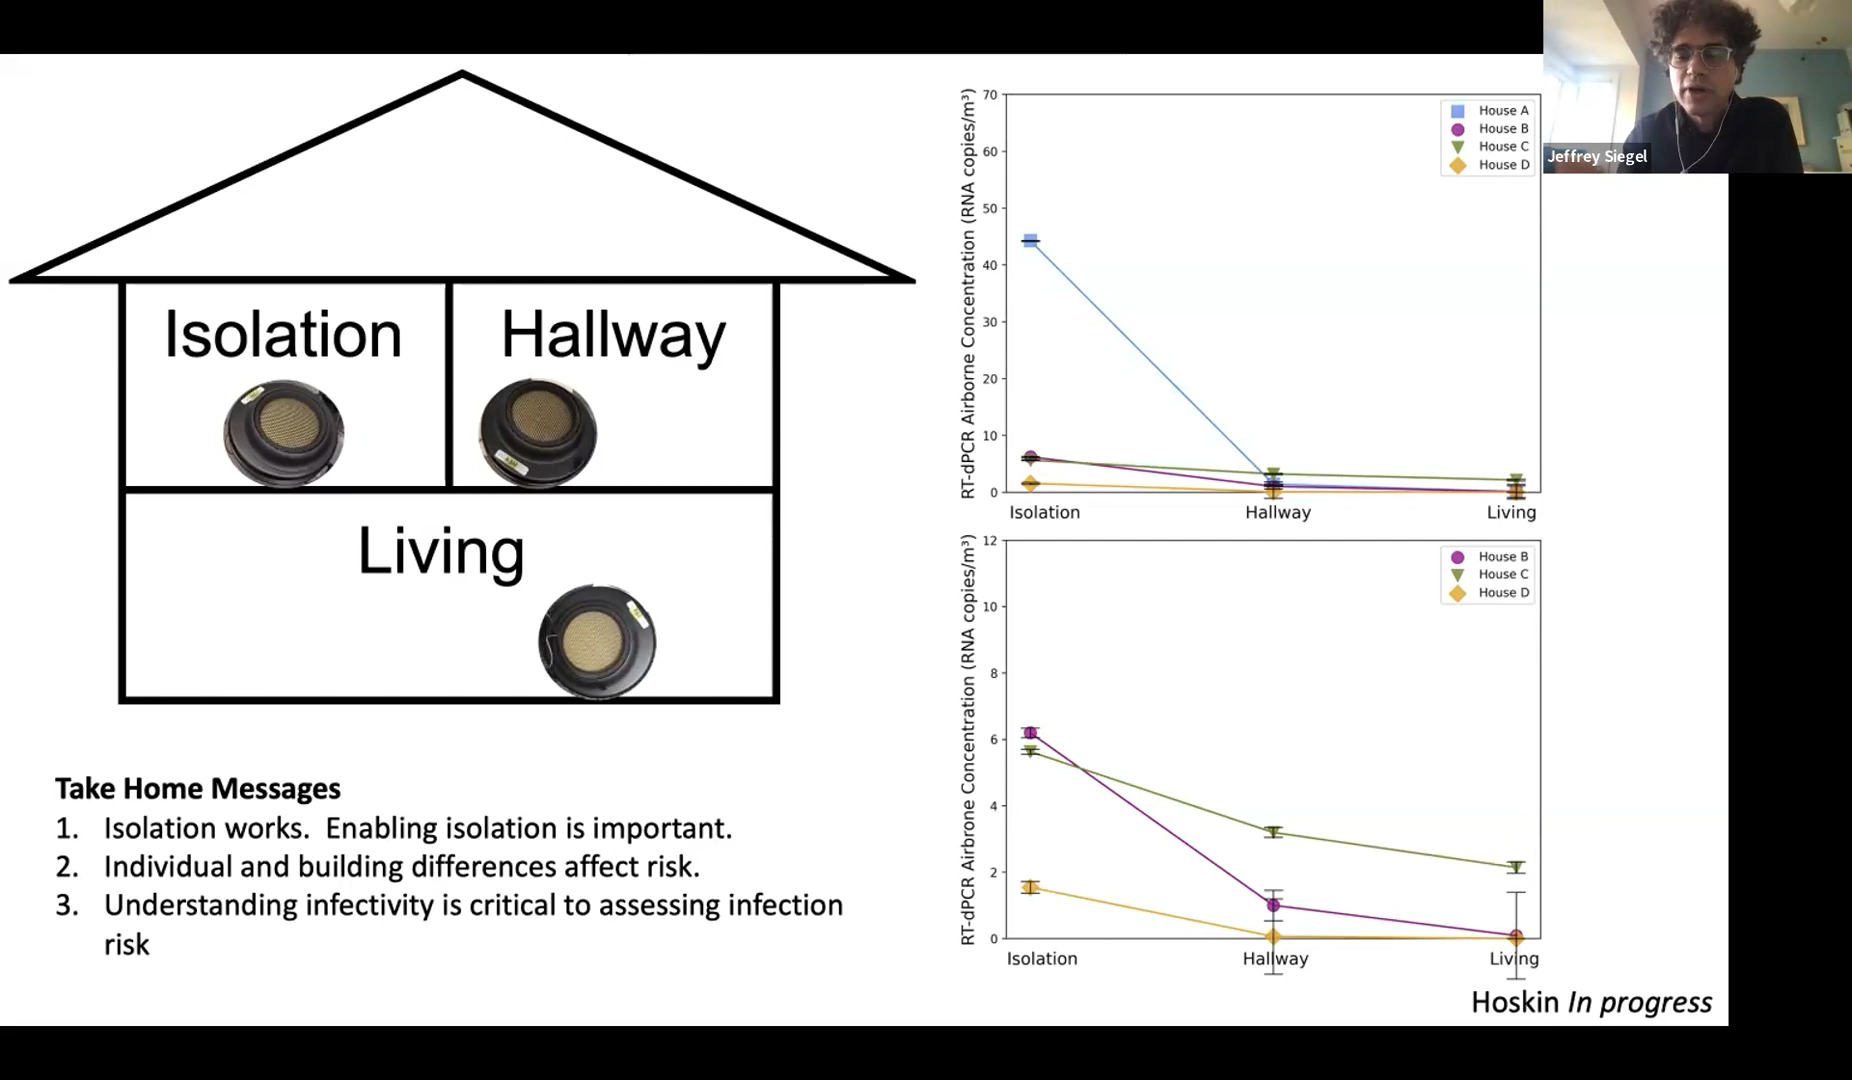 Isolation
Hallway
Living
Take Home Messages
1. Isolation works. Enabling isolation is important.
2. Individual and building differences affect risk.
3. Understanding infectivity is critical to assessing infection
risk
RT-dPCR Airborne Concentration (RNA copies/m³)
70
60
50
40
30
20
10
0
Isolation
Hallway
Living
House A
House B
House C
House D
RT-dPCR Airbrone Concentration (RNA copies/m³)
12
10
8
6
4
2
0
Isolation
Hallway
Living
House B
House C
House D
Hoskin In progress
Jeffrey Siegel